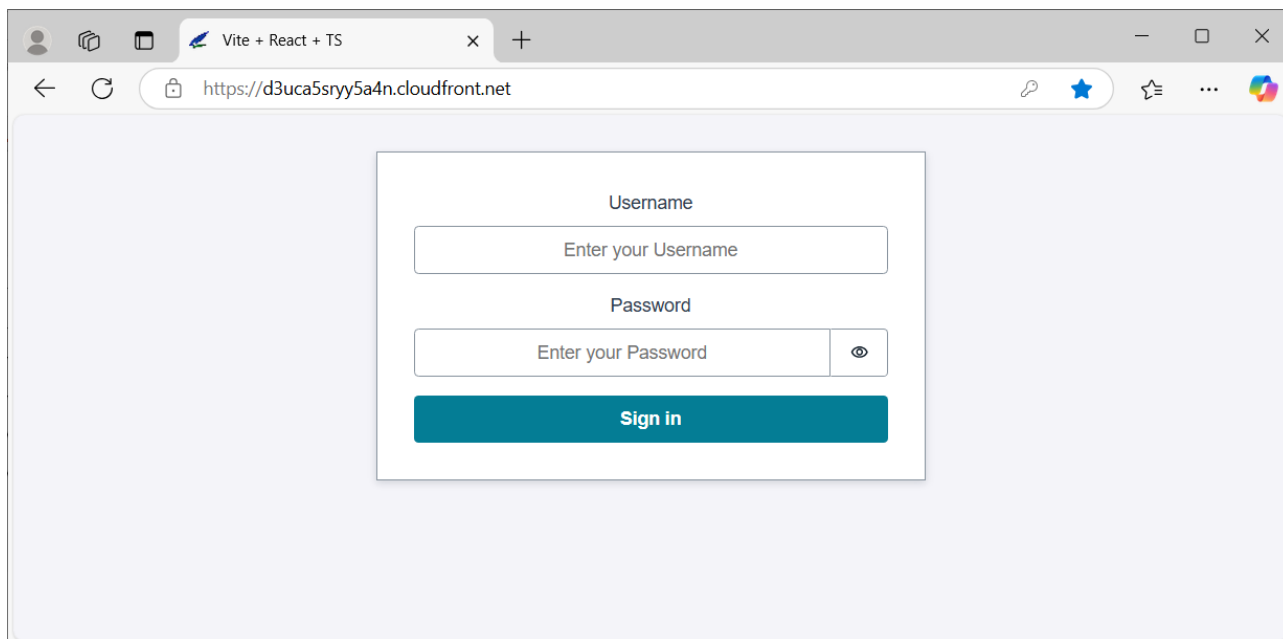 Vite + React + TS
https://d3uca5sryy5a4n.cloudfront.net
Username
Enter your Username
Password
Enter your Password
Sign in